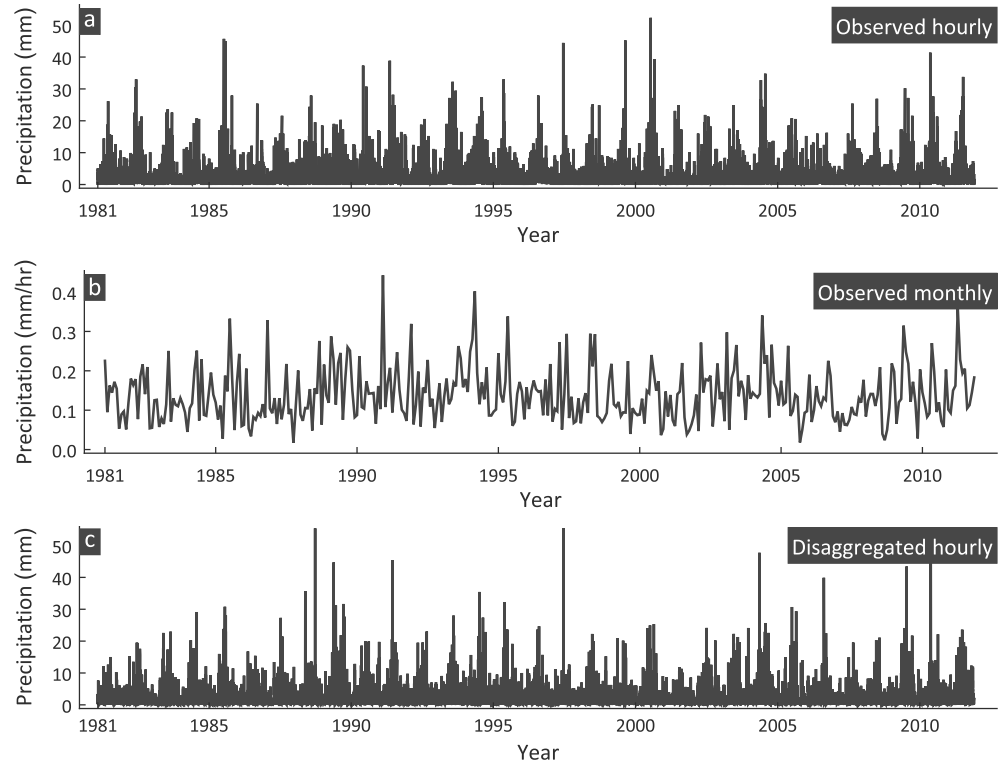 a
Observed hourly
Precipitation (mm)
50
40
30
20
10
0
1981 1985 1990 1995 2000 2005 2010
Year
b
Observed monthly
Precipitation (mm/hr)
0.4
0.3
0.2
0.1
0.0
1981 1985 1990 1995 2000 2005 2010
Year
c
Disaggregated hourly
Precipitation (mm)
50
40
30
20
10
0
1981 1985 1990 1995 2000 2005 2010
Year